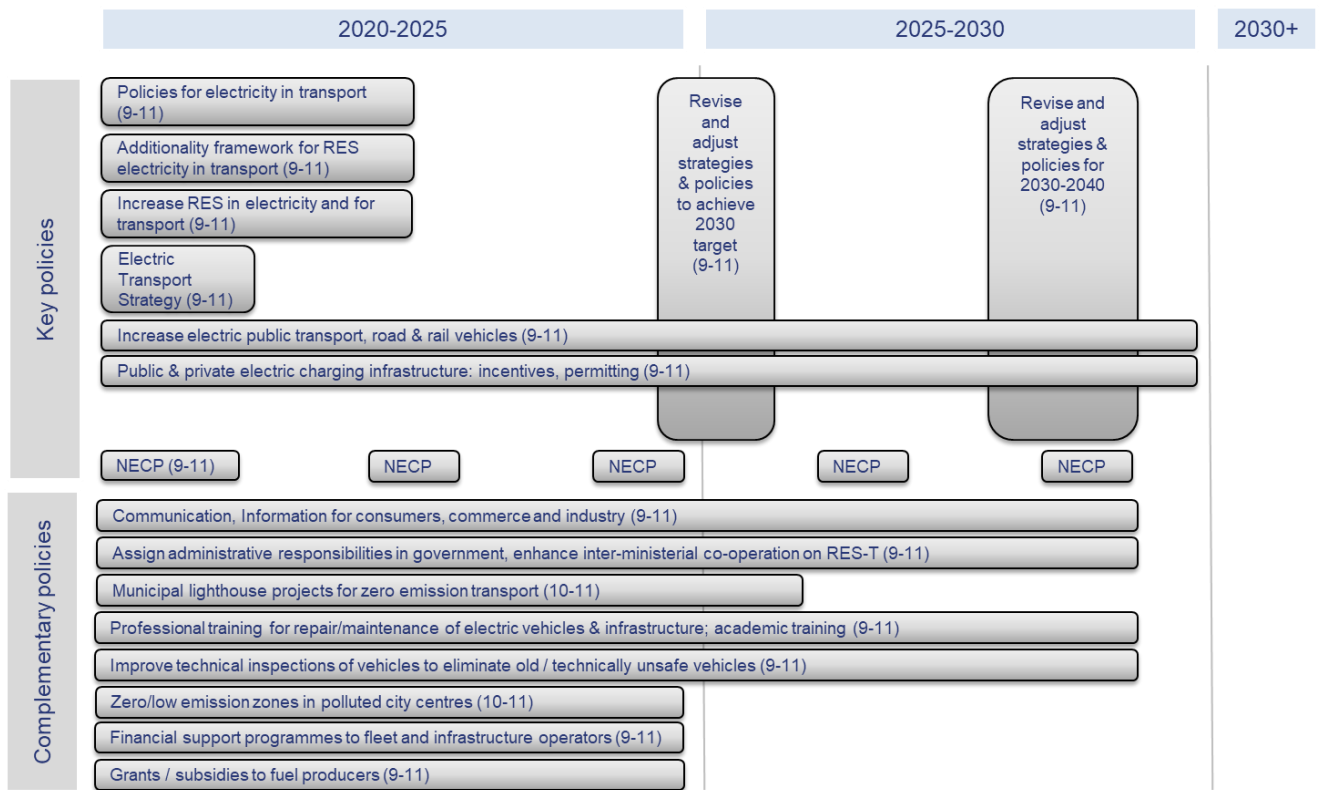 2020-2025
2025-2030
2030+
Key policies
Policies for electricity in transport
(9-11)
Additionality framework for RES
electricity in transport (9-11)
Increase RES in electricity and for
transport (9-11)
Electric
Transport
Strategy (9-11)
Revise
and
adjust
strategies
& policies
to achieve
2030
target
(9-11)
Revise and
adjust
strategies &
policies for
2030-2040
(9-11)
Increase electric public transport, road & rail vehicles (9-11)
Public & private electric charging infrastructure: incentives, permitting (9-11)
NECP (9-11)
NECP
NECP
NECP
NECP
Complementary policies
Communication, Information for consumers, commerce and industry (9-11)
Assign administrative responsibilities in government, enhance inter-ministerial co-operation on RES-T (9-11)
Municipal lighthouse projects for zero emission transport (10-11)
Professional training for repair/maintenance of electric vehicles & infrastructure; academic training (9-11)
Improve technical inspections of vehicles to eliminate old / technically unsafe vehicles (9-11)
Zero/low emission zones in polluted city centres (10-11)
Financial support programmes to fleet and infrastructure operators (9-11)
Grants / subsidies to fuel producers (9-11)